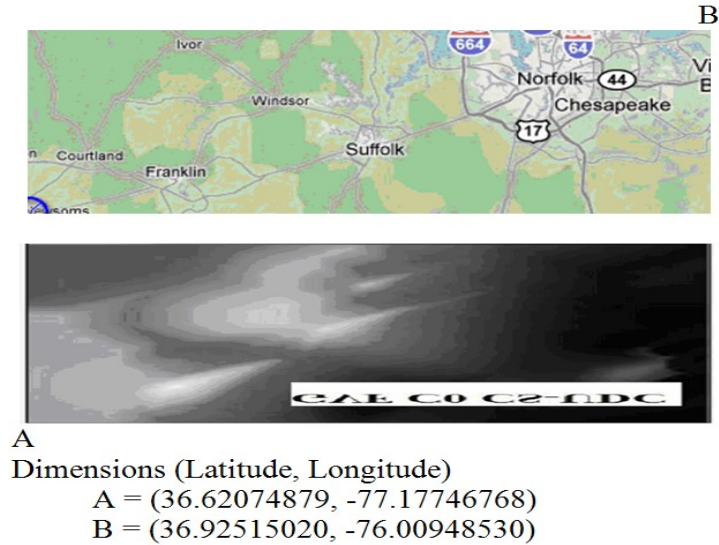 B
Ivor
664
64
Norfolk
44
Vi
B
Windsor
Chesapeake
17
Suffolk
n
Courtland
Franklin
A
Dimensions (Latitude, Longitude)
A = (36.62074879, -77.17746768)
B = (36.92515020, -76.00948530)